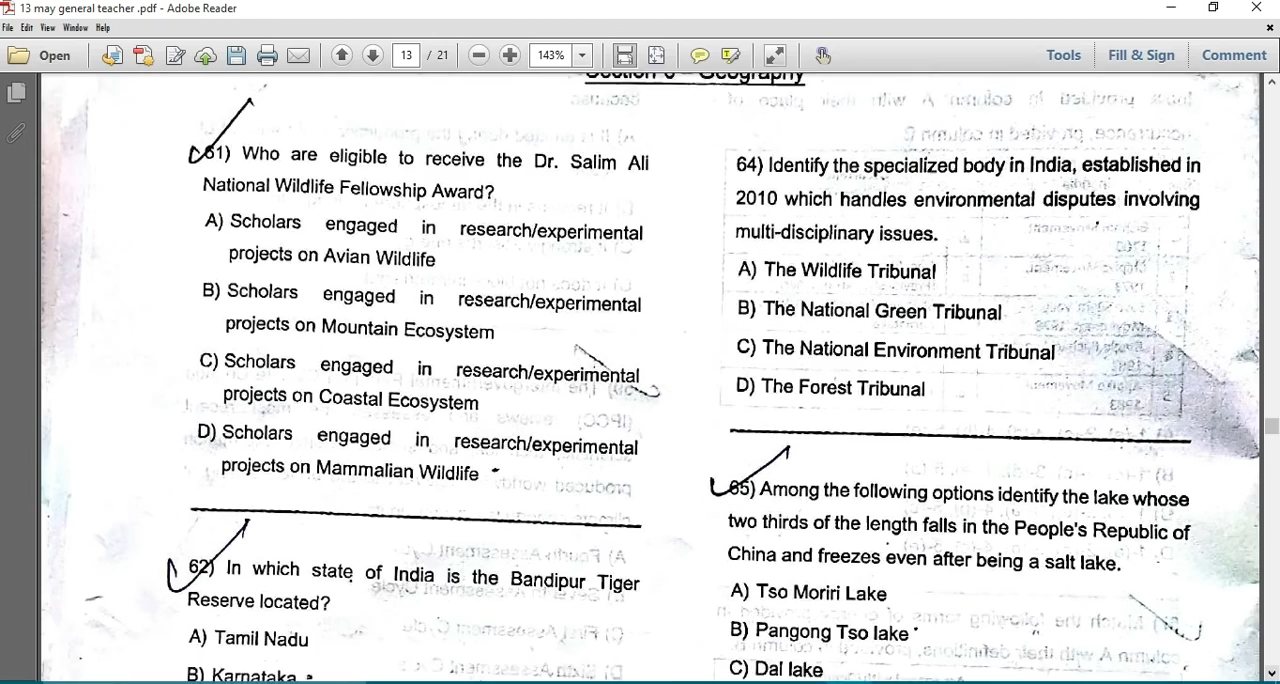 13 may general teacher .pdf - Adobe Reader
File Edit View Window Help
Open
13 / 21
143%
Tools
Fill & Sign
Comment
Section 6 - Geography
61) Who are eligible to receive the Dr. Salim Ali
National Wildlife Fellowship Award?
A) Scholars engaged in research/experimental
projects on Avian Wildlife
B) Scholars engaged in research/experimental
projects on Mountain Ecosystem
C) Scholars engaged in research/experimental
projects on Coastal Ecosystem
D) Scholars engaged in research/experimental
projects on Mammalian Wildlife
62) In which state of India is the Bandipur Tiger
Reserve located?
A) Tamil Nadu
B) Karnataka
64) Identify the specialized body in India, established in
2010 which handles environmental disputes involving
multi-disciplinary issues.
A) The Wildlife Tribunal
B) The National Green Tribunal
C) The National Environment Tribunal
D) The Forest Tribunal
65) Among the following options identify the lake whose
two thirds of the length falls in the People's Republic of
China and freezes even after being a salt lake.
A) Tso Moriri Lake
B) Pangong Tso lake
C) Dal lake